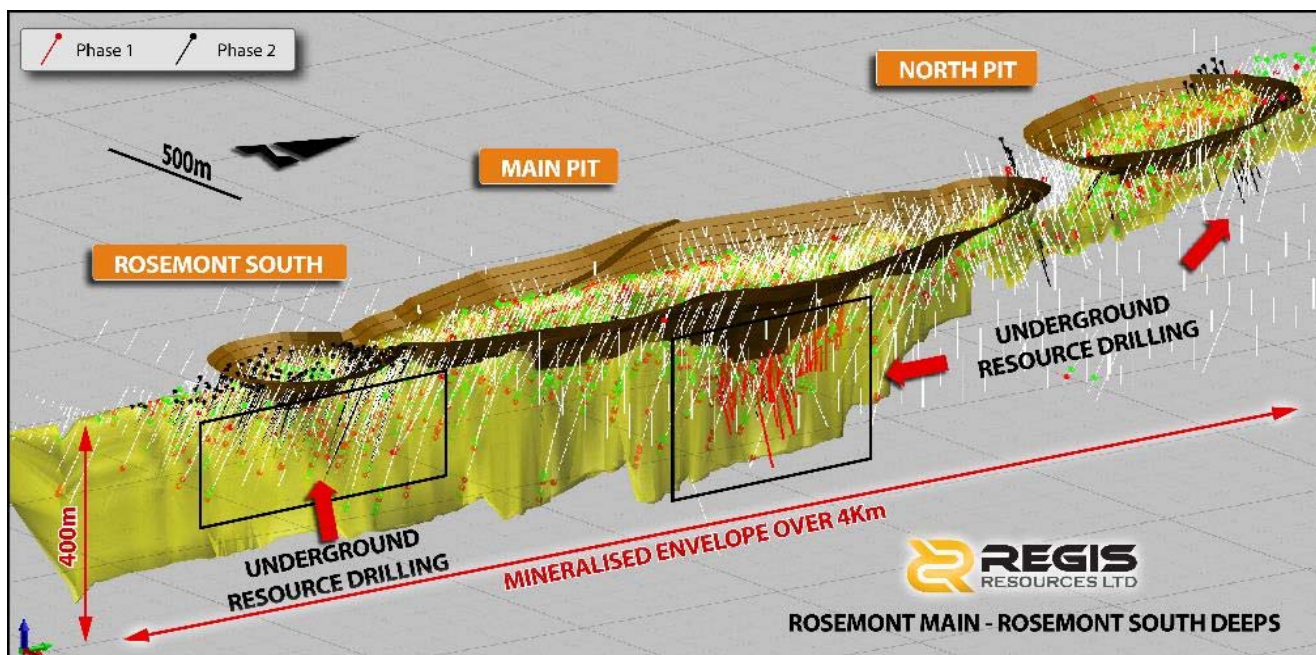 Phase 1
Phase 2
NORTH PIT
500m
MAIN PIT
ROSEMONT SOUTH
UNDERGROUND
RESOURCE DRILLING
400m
UNDERGROUND
RESOURCE DRILLING
MINERALISED ENVELOPE OVER 4Km
REGIS
RESOURCES LTD
ROSEMONT MAIN - ROSEMONT SOUTH DEEPS